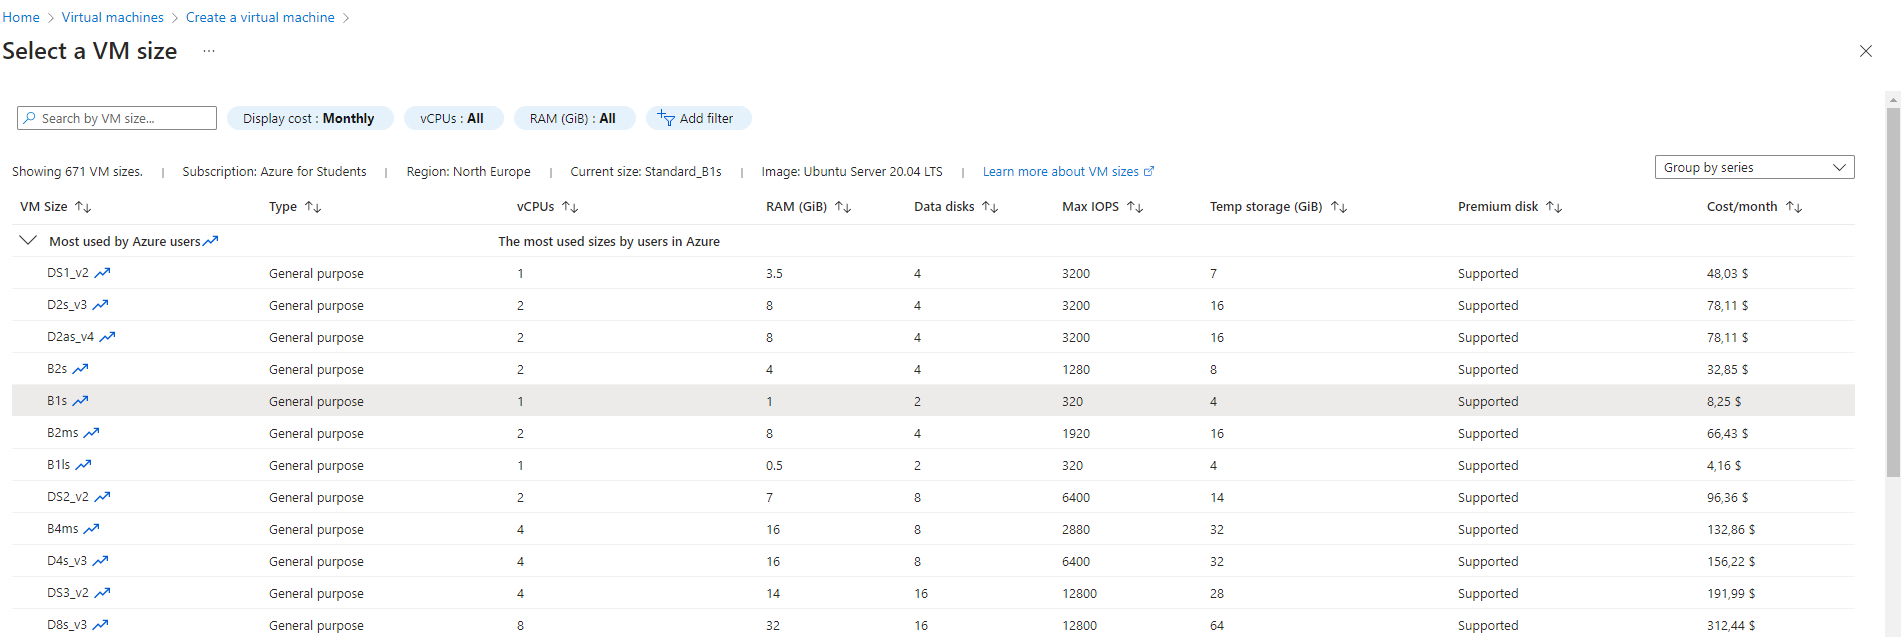 Home > Virtual machines > Create a virtual machine >
Select a VM size ...
Search by VM size... Display cost : Monthly vCPUs : All RAM (GiB) : All Add filter
Showing 671 VM sizes. | Subscription: Azure for Students | Region: North Europe | Current size: Standard_B1s | Image: Ubuntu Server 20.04 LTS | Learn more about VM sizes Group by series
VM Size Type vCPUs RAM (GiB) Data disks Max IOPS Temp storage (GiB) Premium disk Cost/month
Most used by Azure users The most used sizes by users in Azure
DS1_v2 General purpose 1 3.5 4 3200 7 Supported 48,03 $
D2s_v3 General purpose 2 8 4 3200 16 Supported 78,11 $
D2as_v4 General purpose 2 8 4 3200 16 Supported 78,11 $
B2s General purpose 2 4 4 1280 8 Supported 32,85 $
B1s General purpose 1 1 2 320 4 Supported 8,25 $
B2ms General purpose 2 8 4 1920 16 Supported 66,43 $
B1ls General purpose 1 0.5 2 320 4 Supported 4,16 $
DS2_v2 General purpose 2 7 8 6400 14 Supported 96,36 $
B4ms General purpose 4 16 8 2880 32 Supported 132,86 $
D4s_v3 General purpose 4 16 8 6400 32 Supported 156,22 $
DS3_v2 General purpose 4 14 16 12800 28 Supported 191,99 $
D8s_v3 General purpose 8 32 16 12800 64 Supported 312,44 $